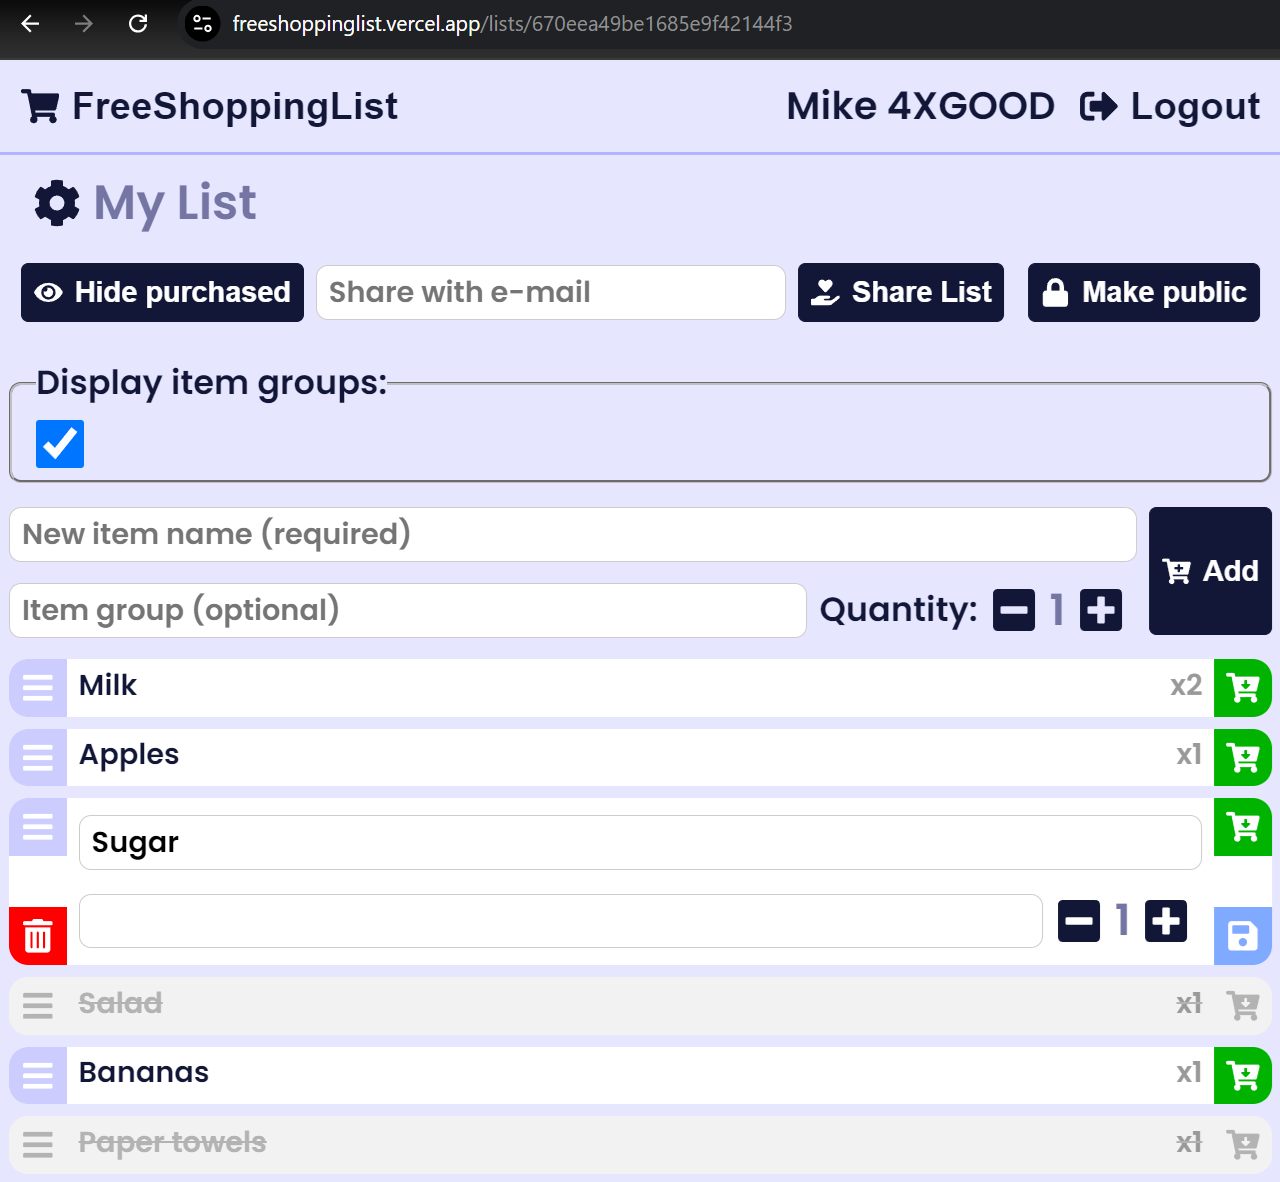 freeshoppinglist.vercel.app/lists/670eea49be1685e9f42144f3
FreeShoppingList Mike 4XGOOD Logout
My List
Hide purchased Share with e-mail Share List Make public
Display item groups:
New item name (required)
Add
Item group (optional) Quantity: 1
Milk x2
Apples x1
Sugar
1
Salad x1
Bananas x1
Paper towels x1